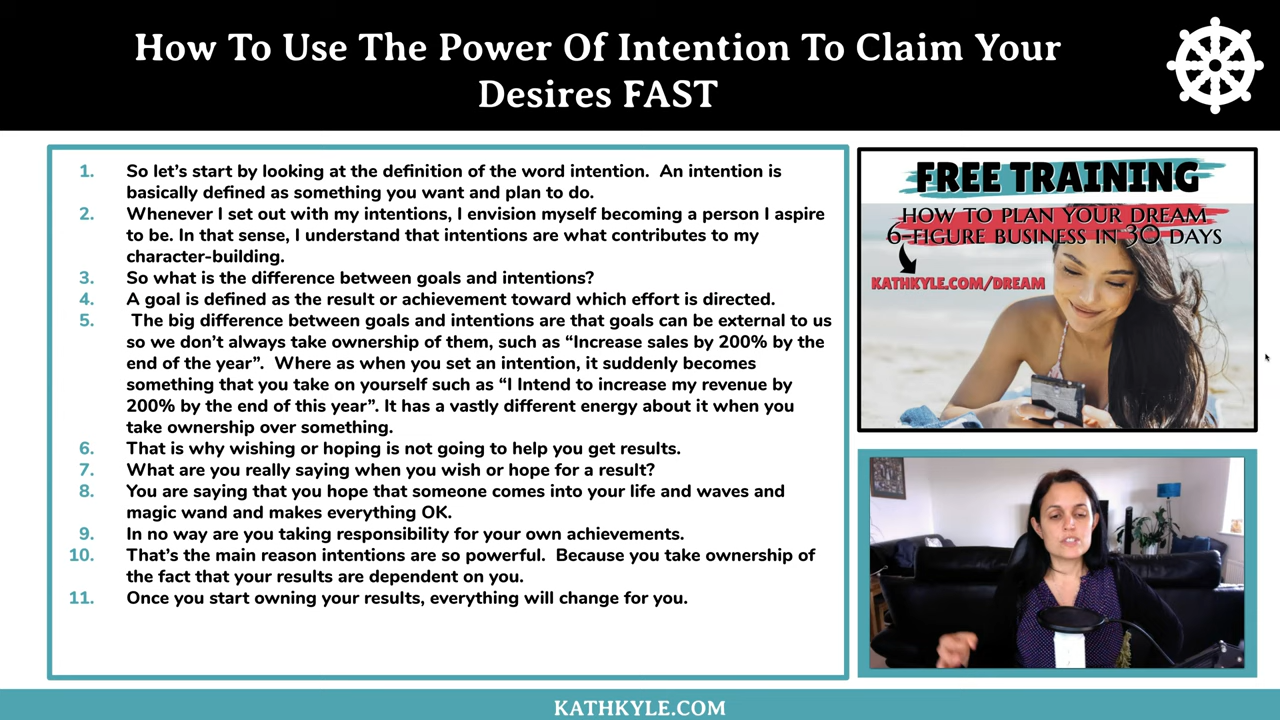 How To Use The Power Of Intention To Claim Your
Desires FAST
1. So let's start by looking at the definition of the word intention.  An intention is
basically defined as something you want and plan to do.
2. Whenever I set out with my intentions, I envision myself becoming a person I aspire
to be. In that sense, I understand that intentions are what contributes to my
character-building.
3. So what is the difference between goals and intentions?
4. A goal is defined as the result or achievement toward which effort is directed.
5. The big difference between goals and intentions are that goals can be external to us
so we don't always take ownership of them, such as “Increase sales by 200% by the
end of the year”.  Where as when you set an intention, it suddenly becomes
something that you take on yourself such as “I Intend to increase my revenue by
200% by the end of this year”. It has a vastly different energy about it when you
take ownership over something.
6. That is why wishing or hoping is not going to help you get results.
7. What are you really saying when you wish or hope for a result?
8. You are saying that you hope that someone comes into your life and waves and
magic wand and makes everything OK.
9. In no way are you taking responsibility for your own achievements.
10. That's the main reason intentions are so powerful.  Because you take ownership of
the fact that your results are dependent on you.
11. Once you start owning your results, everything will change for you.
FREE TRAINING
HOW TO PLAN YOUR DREAM
6-FIGURE BUSINESS IN 30 DAYS
KATHKYLE.COM/DREAM
KATHKYLE.COM